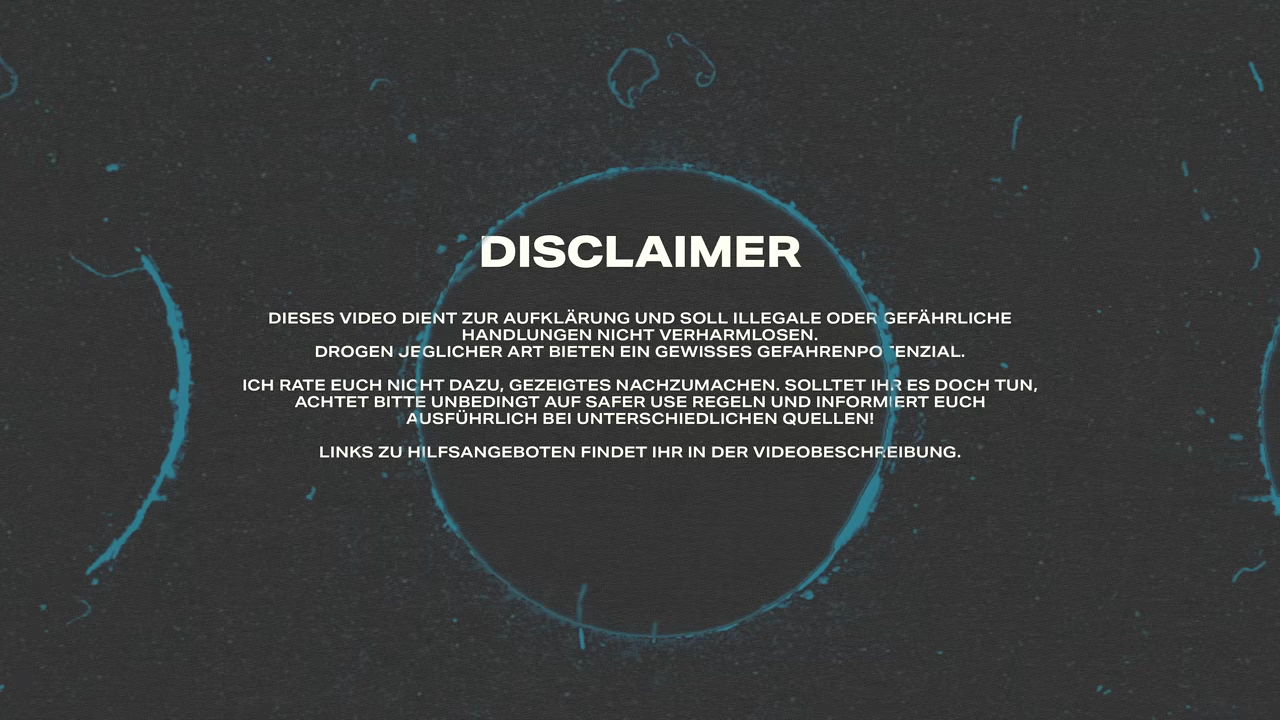 DISCLAIMER
DIESES VIDEO DIENT ZUR AUFKLÄRUNG UND SOLL ILLEGALE ODER GEFÄHRLICHE
HANDLUNGEN NICHT VERHARMLOSEN.
DROGEN JEGLICHER ART BIETEN EIN GEWISSES GEFAHRENPOTENZIAL.
ICH RATE EUCH NICHT DAZU, GEZEIGTES NACHZUMACHEN. SOLLTET IHR ES DOCH TUN,
ACHTET BITTE UNBEDINGT AUF SAFER USE REGELN UND INFORMIERT EUCH
AUSFÜHRLICH BEI UNTERSCHIEDLICHEN QUELLEN!
LINKS ZU HILFSANGEBOTEN FINDET IHR IN DER VIDEOBESCHREIBUNG.